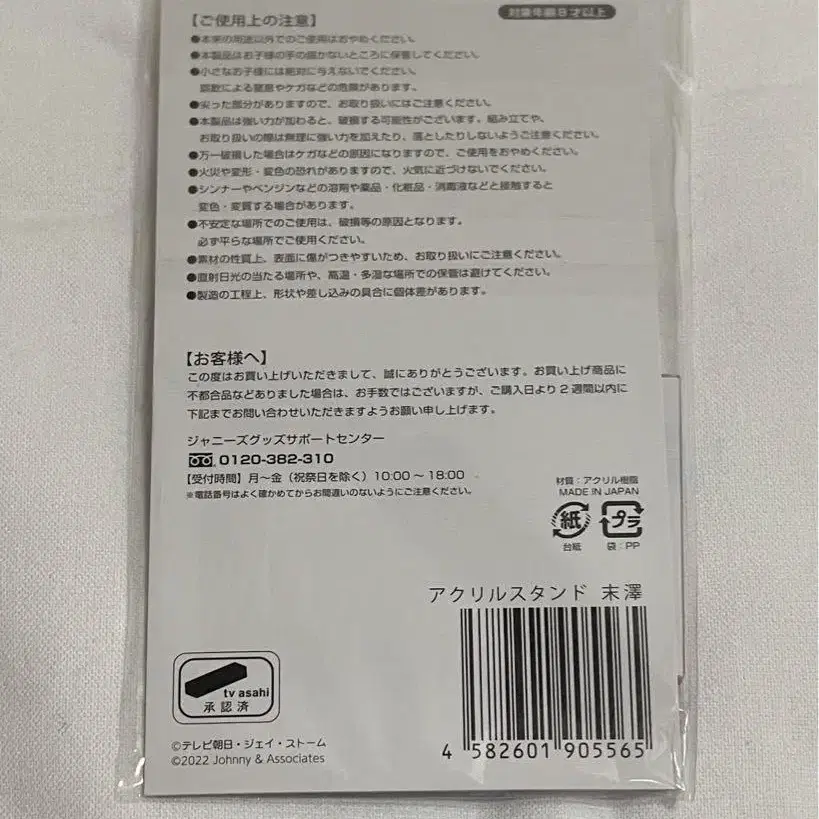 【ご使用上の注意】
対象年齢8才以上
●本来の用途以外でのご使用はおやめください。
●本製品はお子様の手の届かないところに保管してください。
●小さなお子様には絶対に与えないでください。
誤飲による窒息やケガなどの危険があります。
●尖った部分がありますので、お取り扱いにはご注意ください。
●本製品は強い力が加わると、破損する可能性がございます。組み立てや、
お取り扱いの際は無理に強い力を加えたり、落としたりしないようご注意ください。
●万一破損した場合はケガなどの原因になりますので、ご使用をおやめください。
●火災や変形・変色の恐れがありますので、火気に近づけないでください。
●シンナーやベンジンなどの溶剤や薬品・化粧品・消毒液などと接触すると
変色・変質する場合があります。
●不安定な場所でのご使用は、破損等の原因となります。
必ず平らな場所でご使用ください。
●素材の性質上、表面に傷がつきやすいため、お取り扱いにご注意ください。
●直射日光の当たる場所や、高温・多湿な場所での保管は避けてください。
●製造の工程上、形状や差し込みの具合に個体差があります。
【お客様へ】
この度はお買い上げいただきまして、誠にありがとうございます。お買い上げ商品に
不都合品などありました場合は、お手数ではございますが、ご購入日より2週間以内に
下記までお問い合わせいただきますようお願い申し上げます。
ジャニーズグッズサポートセンター
0120-382-310
【受付時間】月～金（祝祭日を除く）10:00～18:00
※電話番号はよく確かめてからお間違いのないようにご注意ください。
材質：アクリル樹脂
MADE IN JAPAN
紙 プラ
台紙 袋：PP
アクリルスタンド 末澤
tv asahi
承認済
4 582601 905565
©テレビ朝日・ジェイ・ストーム
©2022 Johnny & Associates